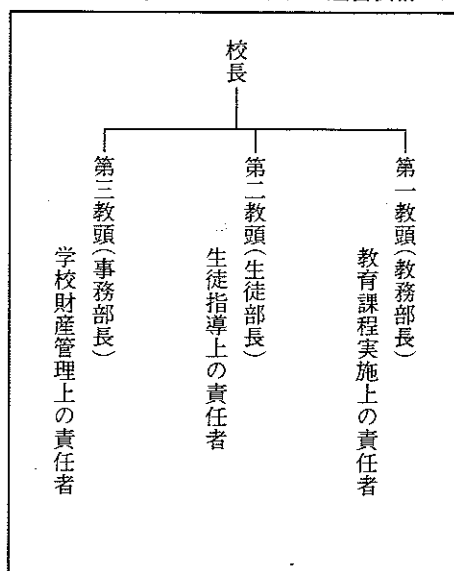 校長
第一教頭(教務部長)
教育課程実施上の責任者
第二教頭(生徒部長)
生徒指導上の責任者
第三教頭(事務部長)
学校財産管理上の責任者